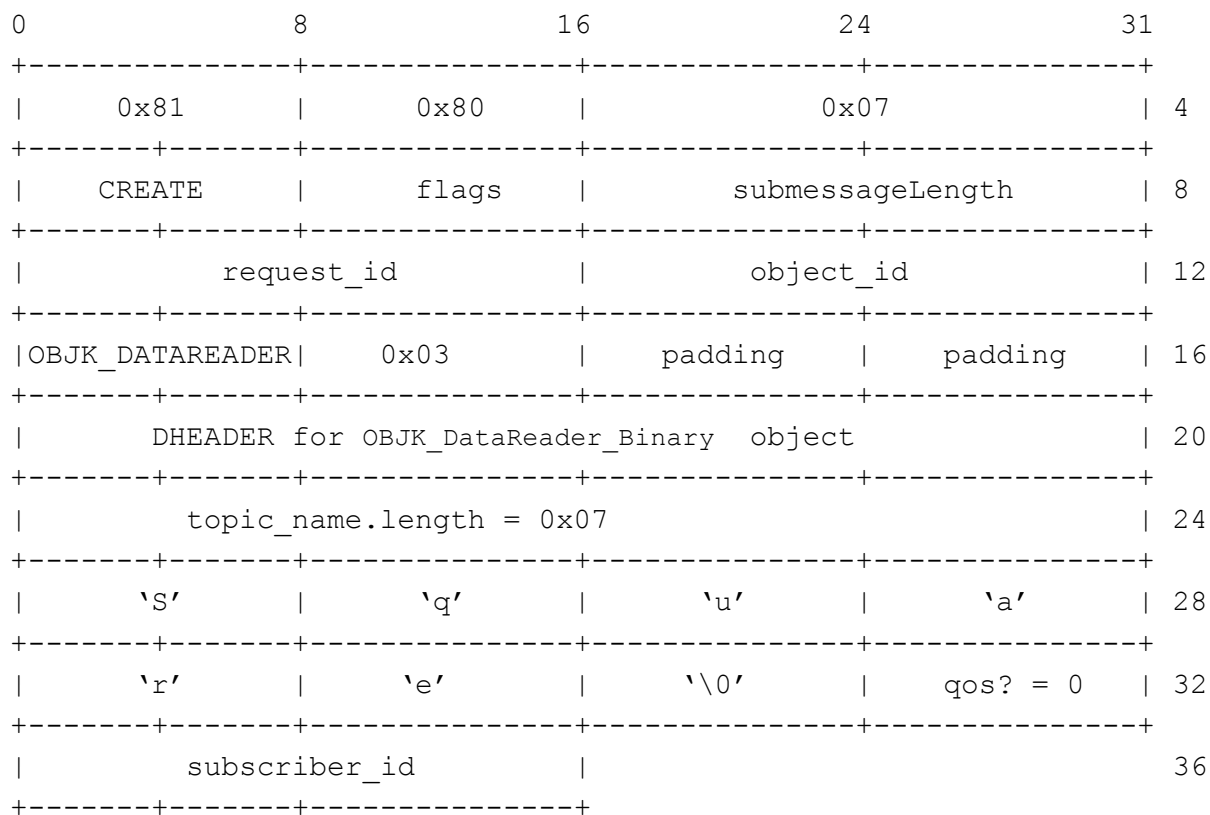 0 8 16 24 31
+---------------+---------------+---------------+---------------+
| 0x81 | 0x80 | 0x07 | 4
+-------+-------+---------------+---------------+---------------+
| CREATE | flags | submessageLength | 8
+-------+-------+---------------+---------------+---------------+
| request_id | object_id | 12
+-------+-------+---------------+---------------+---------------+
|OBJK_DATAREADER| 0x03 | padding | padding | 16
+-------+-------+---------------+---------------+---------------+
| DHEADER for OBJK_DataReader_Binary object | 20
+-------+-------+---------------+---------------+---------------+
| topic_name.length = 0x07 | 24
+-------+-------+---------------+---------------+---------------+
| ‘S’ | ‘q’ | ‘u’ | ‘a’ | 28
+-------+-------+---------------+---------------+---------------+
| ‘r’ | ‘e’ | ‘\0’ | qos? = 0 | 32
+-------+-------+---------------+---------------+---------------+
| subscriber_id | 36
+-------+-------+---------------+